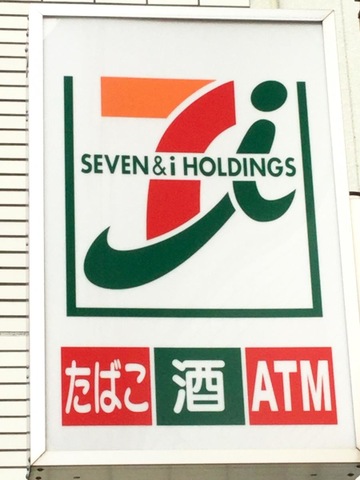 SEVEN & i HOLDINGS
たばこ 酒 ATM